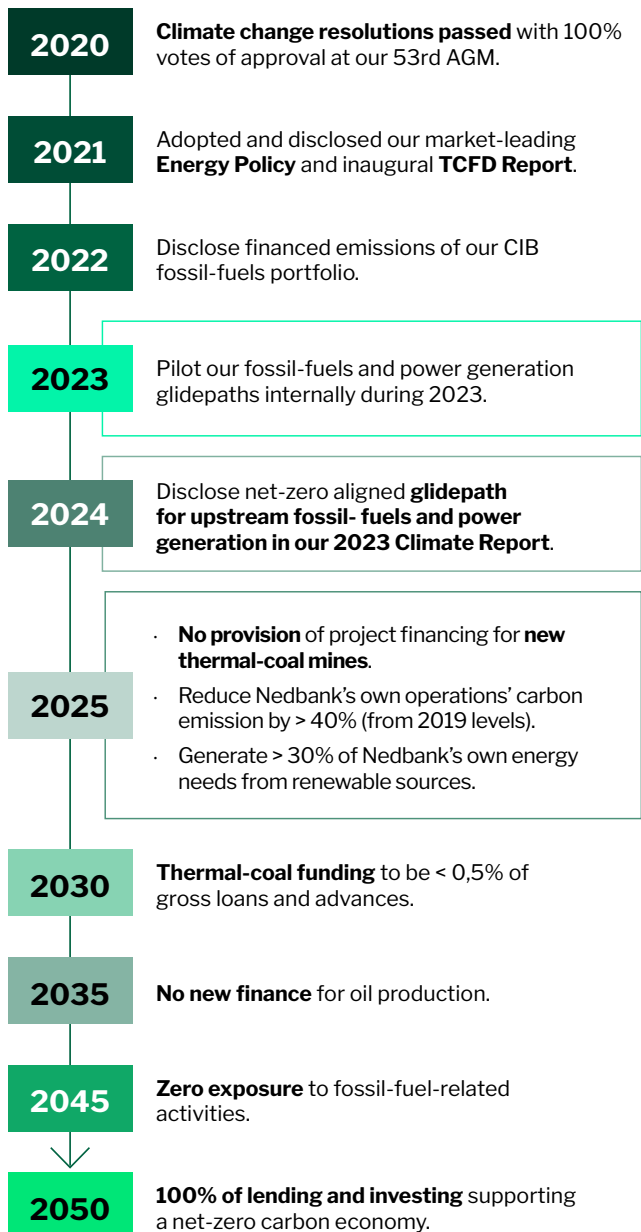 2020
Climate change resolutions passed with 100%
votes of approval at our 53rd AGM.
2021
Adopted and disclosed our market-leading
Energy Policy and inaugural TCFD Report.
2022
Disclose financed emissions of our CIB
fossil-fuels portfolio.
2023
Pilot our fossil-fuels and power generation
glidepaths internally during 2023.
2024
Disclose net-zero aligned glidepath
for upstream fossil- fuels and power
generation in our 2023 Climate Report.
2025
· No provision of project financing for new
thermal-coal mines.
· Reduce Nedbank’s own operations’ carbon
emission by > 40% (from 2019 levels).
· Generate > 30% of Nedbank’s own energy
needs from renewable sources.
2030
Thermal-coal funding to be < 0,5% of
gross loans and advances.
2035
No new finance for oil production.
2045
Zero exposure to fossil-fuel-related
activities.
2050
100% of lending and investing supporting
a net-zero carbon economy.